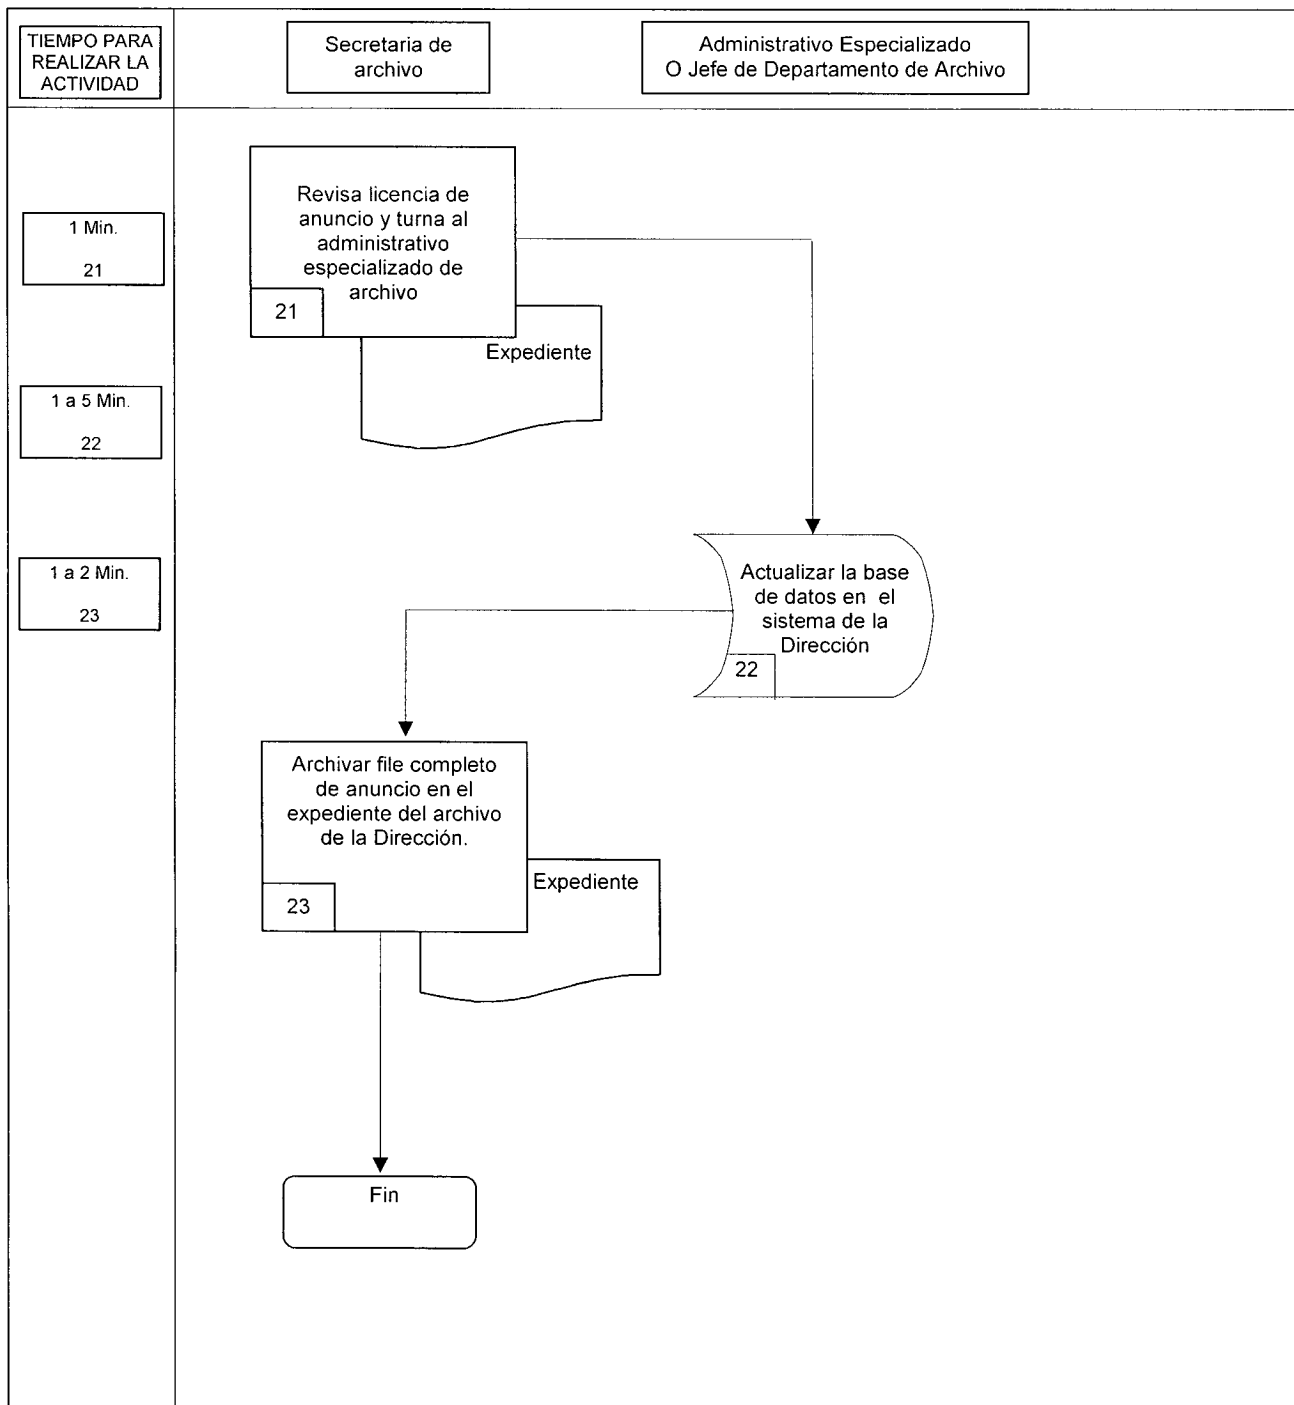 TIEMPO PARA
REALIZAR LA
ACTIVIDAD
Secretaria de
archivo
Administrativo Especializado
O Jefe de Departamento de Archivo
1 Min.
21
Revisa licencia de
anuncio y turna al
administrativo
especializado de
archivo
21
Expediente
1 a 5 Min.
22
1 a 2 Min.
23
Actualizar la base
de datos en el
sistema de la
Dirección
22
Archivar file completo
de anuncio en el
expediente del archivo
de la Dirección.
23
Expediente
Fin